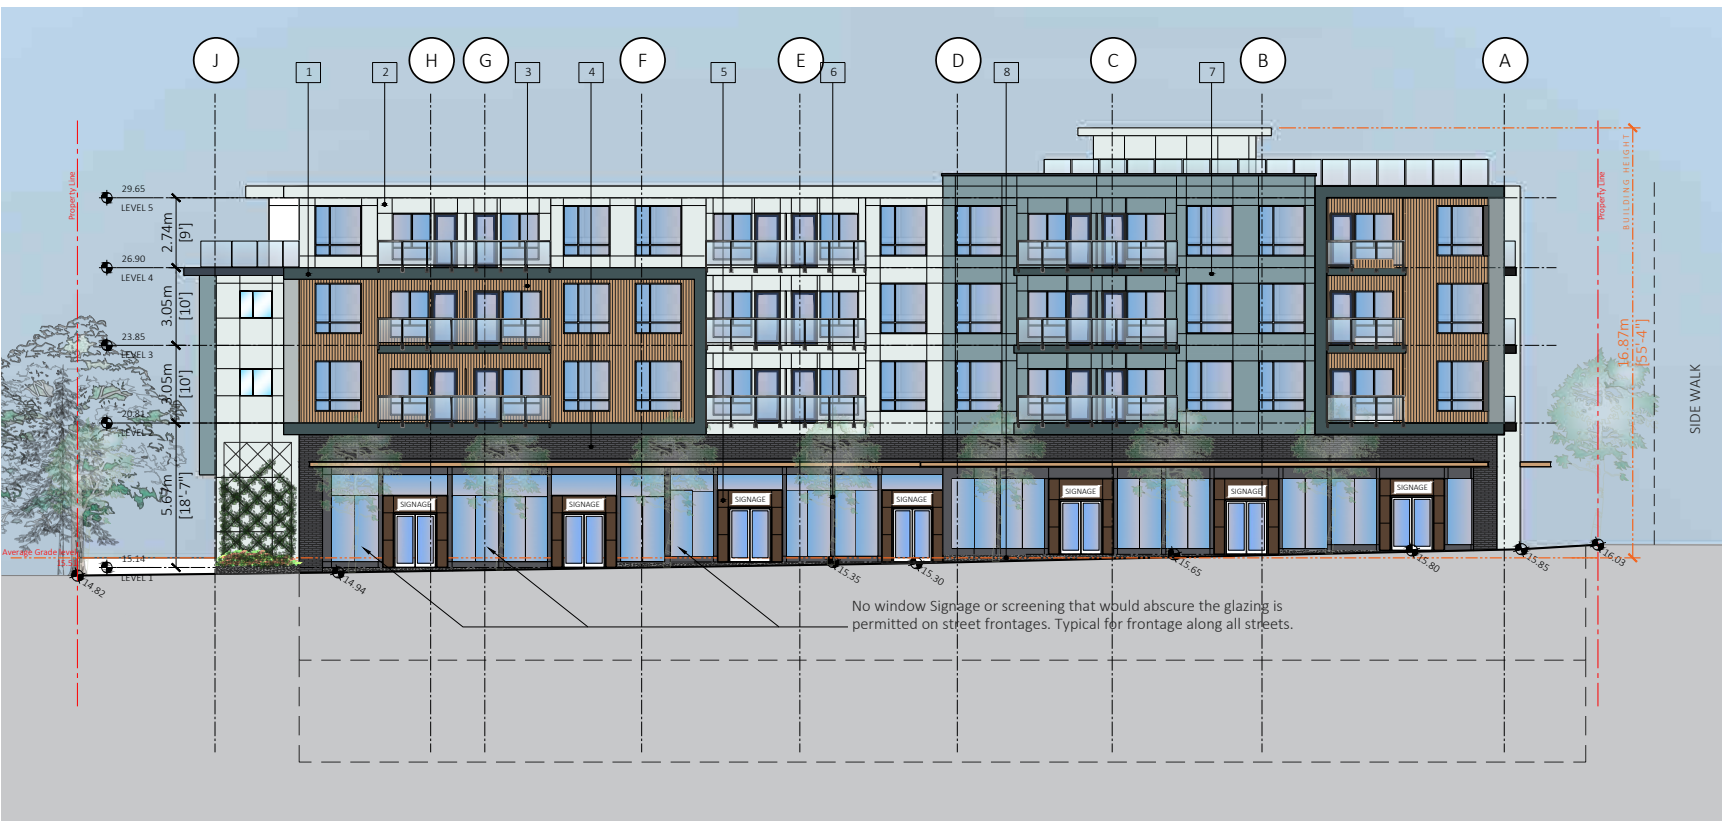 J
H
G
F
E
D
C
B
A
1
2
3
4
5
6
8
7
Property Line
29.65
LEVEL 5
2.74m
[9']
26.90
LEVEL 4
3.05m
[10']
23.85
LEVEL 3
3.05m
[10']
20.81
LEVEL 2
5.67m
[18'-7"]
Average Grade level
15.14
LEVEL 1
BUILDING HEIGHT
Property Line
16.87m
[55'-4"]
SIDE WALK
SIGNAGE
SIGNAGE
SIGNAGE
SIGNAGE
SIGNAGE
SIGNAGE
SIGNAGE
14.82
14.94
15.35
15.30
15.65
15.80
15.85
16.03
No window Signage or screening that would abscure the glazing is
permitted on street frontages. Typical for frontage along all streets.